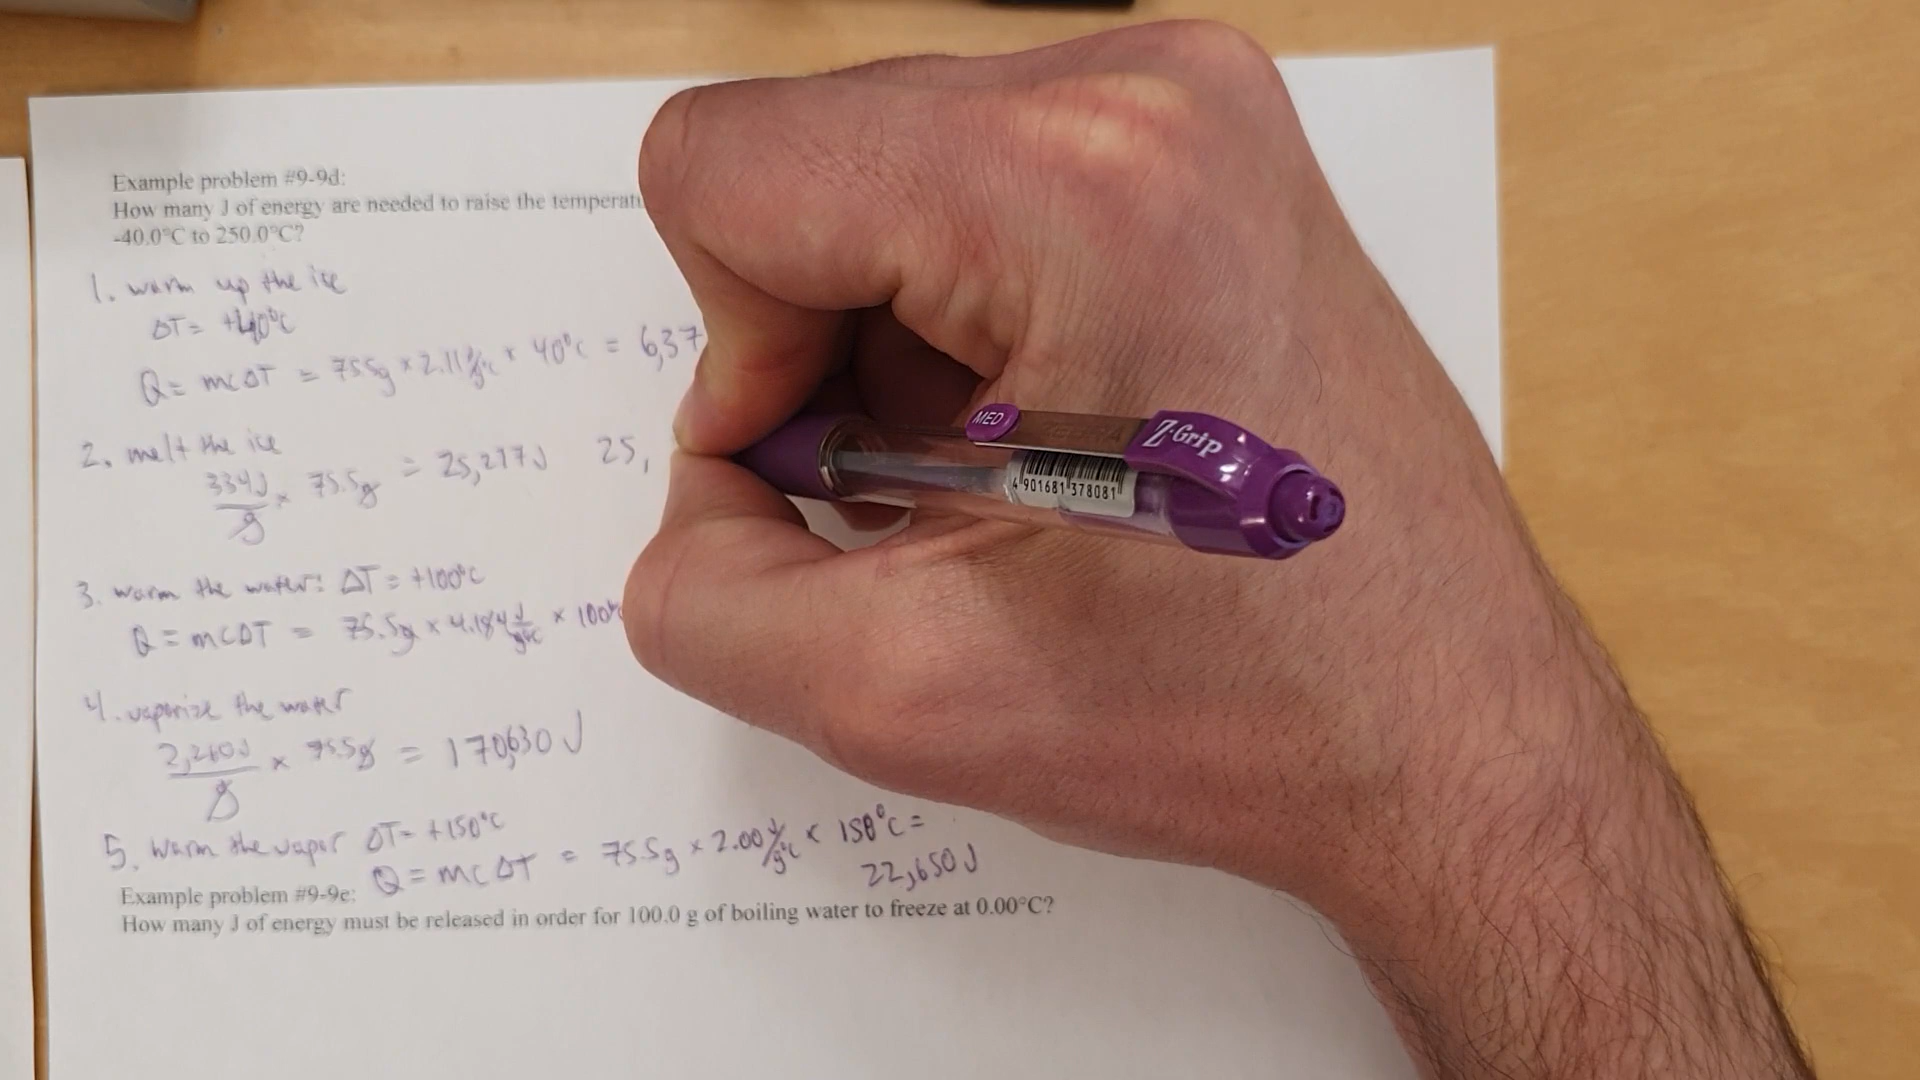 Example problem #9-9d:
How many J of energy are needed to raise the
-40.0°C to 250.0°C?
1. warm up the ice
ΔT = +40°C
Q = mcΔT = 75.5g × 2.11 J/g°C × 40°C = 6,37
2. melt the ice
334J/g × 75.5g = 25,217J 25,
3. warm the water: ΔT = +100°C
Q = mcΔT = 75.5g × 4.184 J/g°C × 100°C
4. vaporize the water
2,260J/g × 75.5g = 170,630 J
5. warm the vapor ΔT= +150°C
Q = mcΔT = 75.5g × 2.00 J/g°C × 150°C =
22,650 J
Example problem #9-9e:
How many J of energy must be released in order for 100.0 g of boiling water to freeze at 0.00°C?
MED
Z-Grip
4 901681 378081